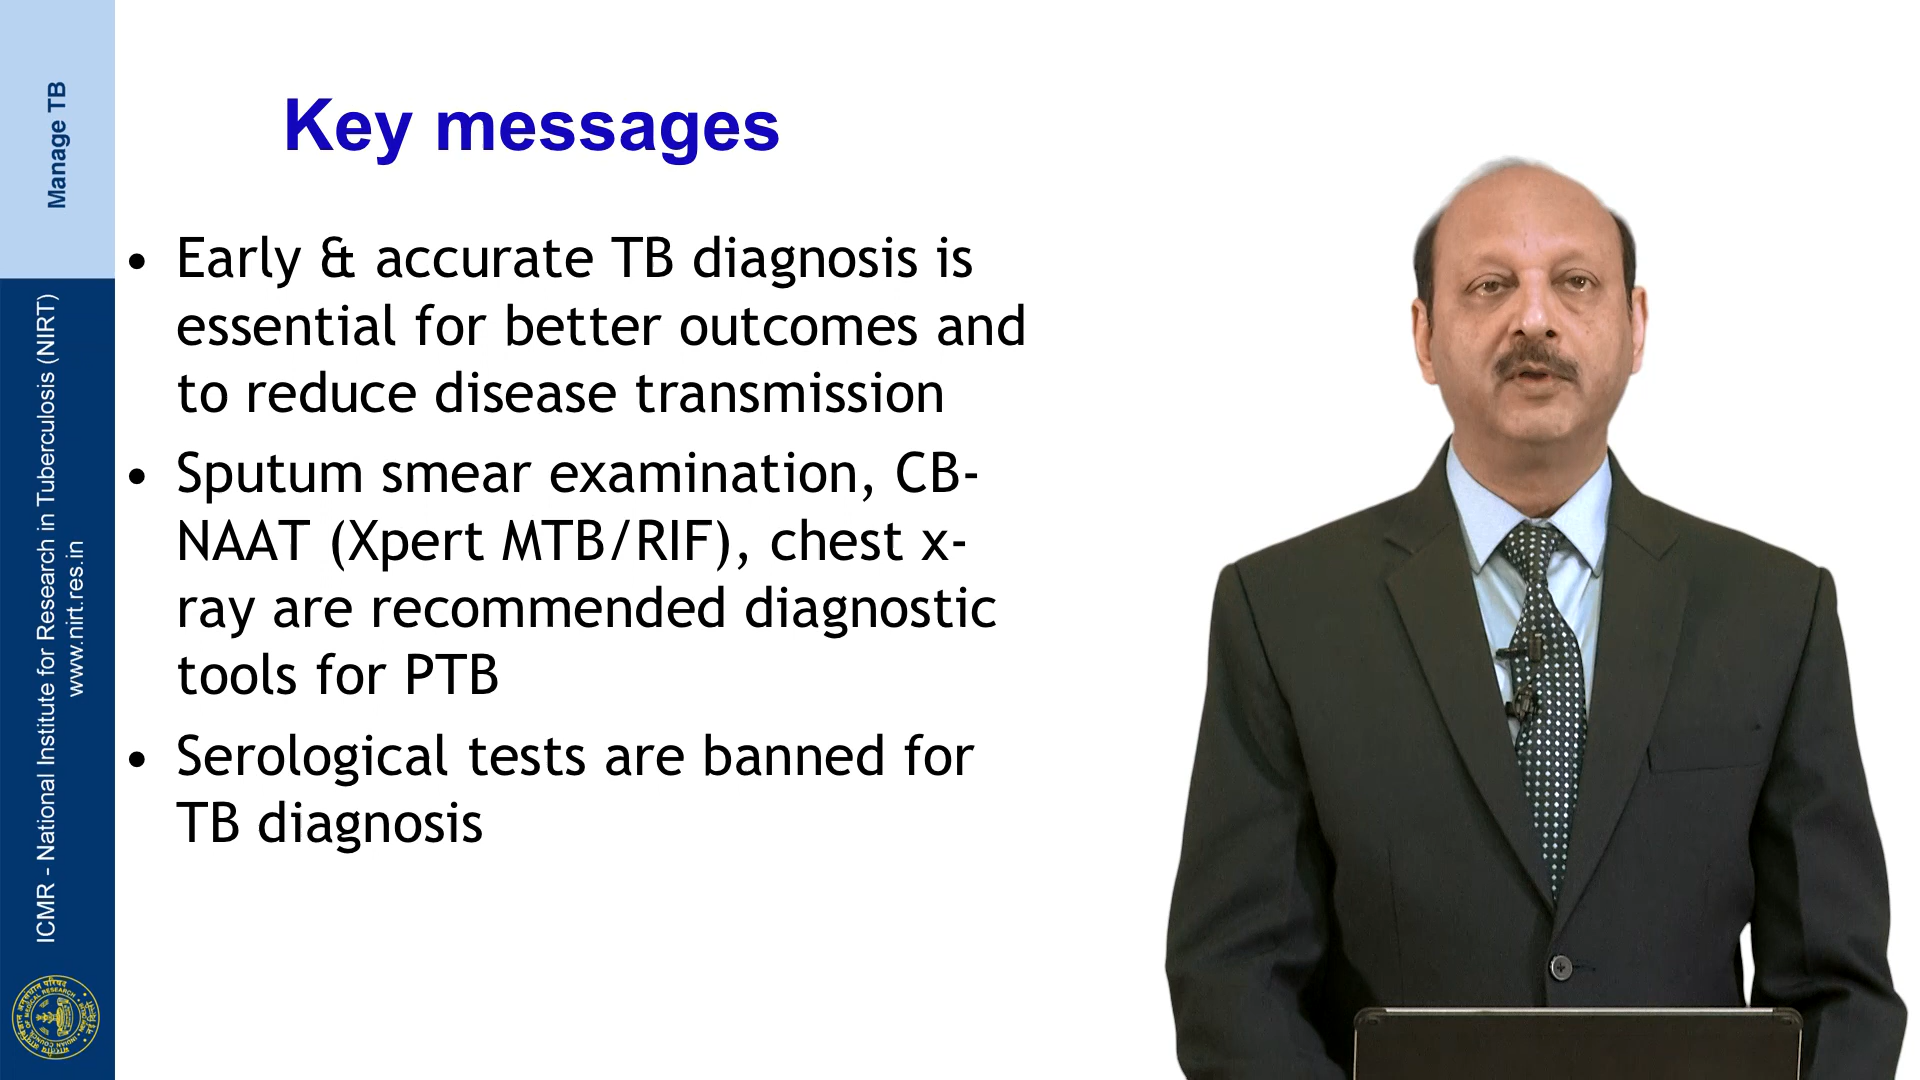 Manage TB
ICMR - National Institute for Research in Tuberculosis (NIRT)
www.nirt.res.in
Key messages
• Early & accurate TB diagnosis is
essential for better outcomes and
to reduce disease transmission
• Sputum smear examination, CB-
NAAT (Xpert MTB/RIF), chest x-
ray are recommended diagnostic
tools for PTB
• Serological tests are banned for
TB diagnosis